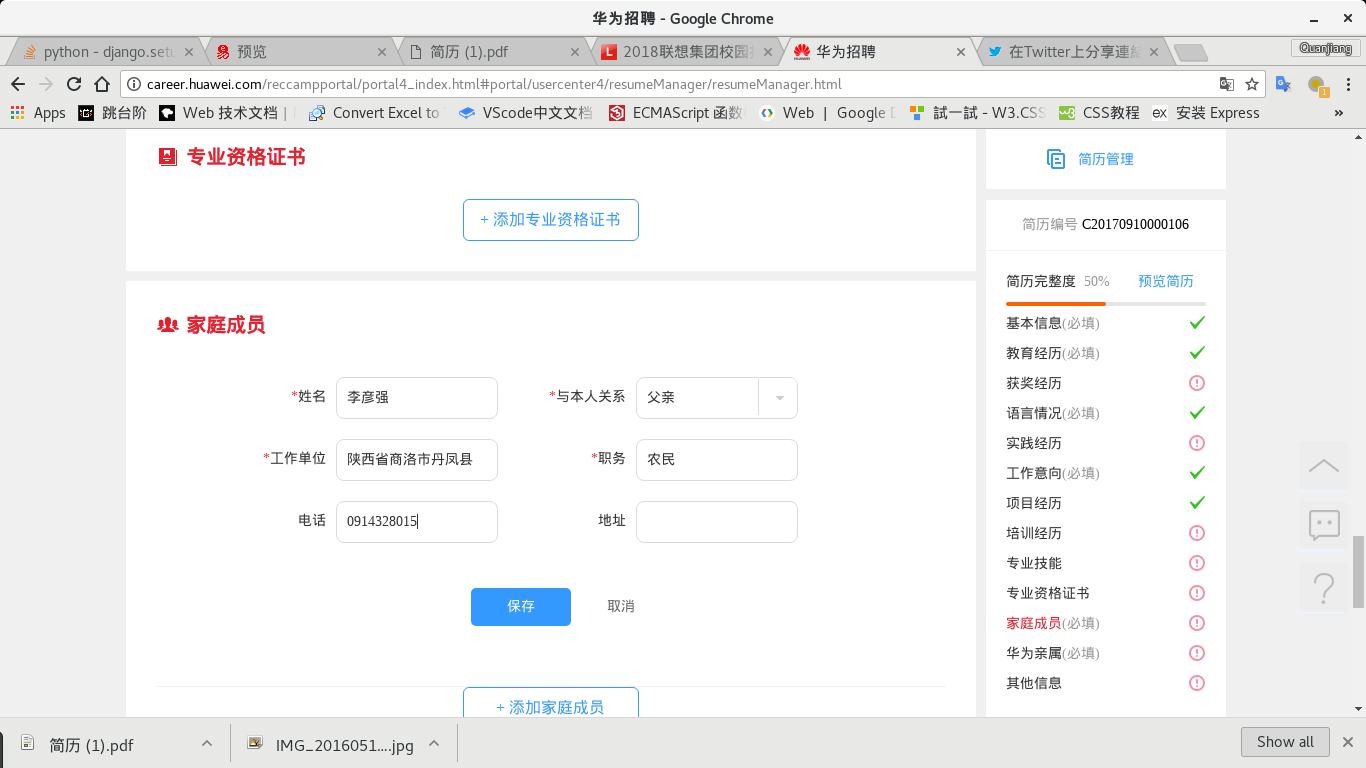 华为招聘 - Google Chrome
python - django.setu
预览
简历 (1).pdf
2018联想集团校园招
华为招聘
在Twitter上分享連結
Quanjiang
career.huawei.com/reccampportal/portal4_index.html#portal/usercenter4/resumeManager/resumeManager.html
1
Apps
跳台阶
Web 技术文档 |
Convert Excel to
VScode中文文档
ECMAScript 函数
Web | Google D
試一試 - W3.CSS
CSS教程
ex 安装 Express
»
专业资格证书
+ 添加专业资格证书
家庭成员
*姓名 李彦强
*与本人关系 父亲
*工作单位 陕西省商洛市丹凤县
*职务 农民
电话 0914328015
地址
保存
取消
+ 添加家庭成员
简历管理
简历编号 C20170910000106
简历完整度 50% 预览简历
基本信息(必填)
教育经历(必填)
获奖经历
语言情况(必填)
实践经历
工作意向(必填)
项目经历
培训经历
专业技能
专业资格证书
家庭成员(必填)
华为亲属(必填)
其他信息
简历 (1).pdf
IMG_2016051....jpg
Show all